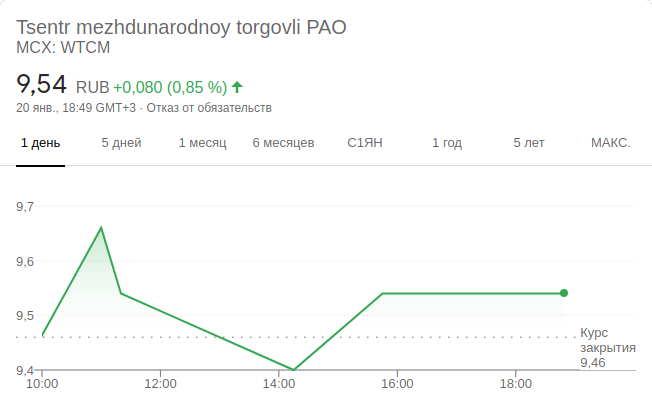 Tsentr mezhdunarodnoy torgovli PAO
MCX: WTCM
9,54 RUB +0,080 (0,85 %)
20 янв., 18:49 GMT+3 · Отказ от обязательств
1 день 5 дней 1 месяц 6 месяцев С1ЯН 1 год 5 лет МАКС.
9,7
9,6
9,5
Курс
закрытия
9,46
9,4
10:00 12:00 14:00 16:00 18:00